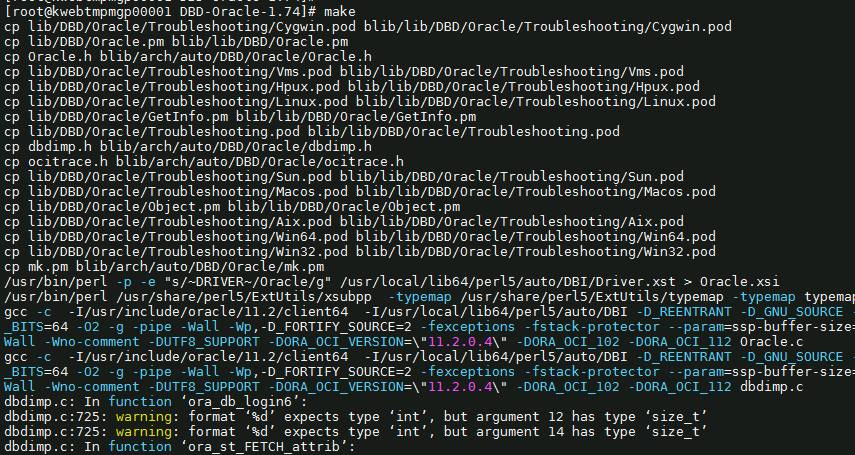 [root@kwebtmpmgp00001 DBD-Oracle-1.74]# make
cp lib/DBD/Oracle/Troubleshooting/Cygwin.pod blib/lib/DBD/Oracle/Troubleshooting/Cygwin.pod
cp lib/DBD/Oracle.pm blib/lib/DBD/Oracle.pm
cp Oracle.h blib/arch/auto/DBD/Oracle/Oracle.h
cp lib/DBD/Oracle/Troubleshooting/Vms.pod blib/lib/DBD/Oracle/Troubleshooting/Vms.pod
cp lib/DBD/Oracle/Troubleshooting/Hpux.pod blib/lib/DBD/Oracle/Troubleshooting/Hpux.pod
cp lib/DBD/Oracle/Troubleshooting/Linux.pod blib/lib/DBD/Oracle/Troubleshooting/Linux.pod
cp lib/DBD/Oracle/GetInfo.pm blib/lib/DBD/Oracle/GetInfo.pm
cp lib/DBD/Oracle/Troubleshooting.pod blib/lib/DBD/Oracle/Troubleshooting.pod
cp dbdimp.h blib/arch/auto/DBD/Oracle/dbdimp.h
cp ocitrace.h blib/arch/auto/DBD/Oracle/ocitrace.h
cp lib/DBD/Oracle/Troubleshooting/Sun.pod blib/lib/DBD/Oracle/Troubleshooting/Sun.pod
cp lib/DBD/Oracle/Troubleshooting/Macos.pod blib/lib/DBD/Oracle/Troubleshooting/Macos.pod
cp lib/DBD/Oracle/Object.pm blib/lib/DBD/Oracle/Object.pm
cp lib/DBD/Oracle/Troubleshooting/Aix.pod blib/lib/DBD/Oracle/Troubleshooting/Aix.pod
cp lib/DBD/Oracle/Troubleshooting/Win64.pod blib/lib/DBD/Oracle/Troubleshooting/Win64.pod
cp lib/DBD/Oracle/Troubleshooting/Win32.pod blib/lib/DBD/Oracle/Troubleshooting/Win32.pod
cp mk.pm blib/arch/auto/DBD/Oracle/mk.pm
/usr/bin/perl -p -e "s/~DRIVER~/Oracle/g" /usr/local/lib64/perl5/auto/DBI/Driver.xst > Oracle.xsi
/usr/bin/perl /usr/share/perl5/ExtUtils/xsubpp  -typemap /usr/share/perl5/ExtUtils/typemap -typemap typemap
gcc -c  -I/usr/include/oracle/11.2/client64  -I/usr/local/lib64/perl5/auto/DBI -D_REENTRANT -D_GNU_SOURCE -
_BITS=64 -O2 -g -pipe -Wall -Wp,-D_FORTIFY_SOURCE=2 -fexceptions -fstack-protector --param=ssp-buffer-size=
Wall -Wno-comment -DUTF8_SUPPORT -DORA_OCI_VERSION=\"11.2.0.4\" -DORA_OCI_102 -DORA_OCI_112 Oracle.c
gcc -c  -I/usr/include/oracle/11.2/client64  -I/usr/local/lib64/perl5/auto/DBI -D_REENTRANT -D_GNU_SOURCE -
_BITS=64 -O2 -g -pipe -Wall -Wp,-D_FORTIFY_SOURCE=2 -fexceptions -fstack-protector --param=ssp-buffer-size=
Wall -Wno-comment -DUTF8_SUPPORT -DORA_OCI_VERSION=\"11.2.0.4\" -DORA_OCI_102 -DORA_OCI_112 dbdimp.c
dbdimp.c: In function ‘ora_db_login6’:
dbdimp.c:725: warning: format ‘%d’ expects type ‘int’, but argument 12 has type ‘size_t’
dbdimp.c:725: warning: format ‘%d’ expects type ‘int’, but argument 14 has type ‘size_t’
dbdimp.c: In function ‘ora_st_FETCH_attrib’: